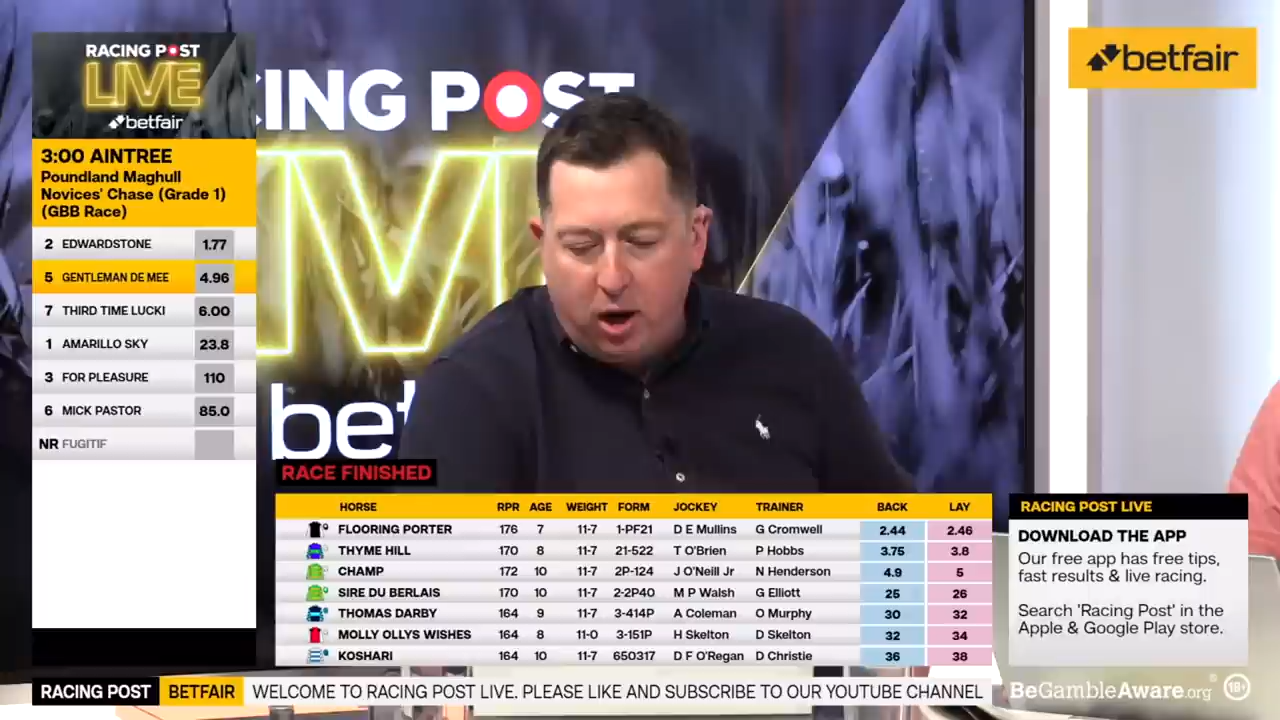 RACING POST
LIVE
betfair
3:00 AINTREE
Poundland Maghull
Novices' Chase (Grade 1)
(GBB Race)
2 EDWARDSTONE 1.77
5 GENTLEMAN DE MEE 4.96
7 THIRD TIME LUCKI 6.00
1 AMARILLO SKY 23.8
3 FOR PLEASURE 110
6 MICK PASTOR 85.0
NR FUGITIF
CING POST
bet
betfair
RACE FINISHED
HORSE RPR AGE WEIGHT FORM JOCKEY TRAINER BACK LAY
FLOORING PORTER 176 7 11-7 1-PF21 D E Mullins G Cromwell 2.44 2.46
THYME HILL 170 8 11-7 21-522 T O'Brien P Hobbs 3.75 3.8
CHAMP 172 10 11-7 2P-124 J O'Neill Jr N Henderson 4.9 5
SIRE DU BERLAIS 170 10 11-7 2-2P40 M P Walsh G Elliott 25 26
THOMAS DARBY 164 9 11-7 3-414P A Coleman O Murphy 30 32
MOLLY OLLYS WISHES 164 8 11-0 3-151P H Skelton D Skelton 32 34
KOSHARI 164 10 11-7 650317 D F O'Regan D Christie 36 38
RACING POST LIVE
DOWNLOAD THE APP
Our free app has free tips,
fast results & live racing.
Search 'Racing Post' in the
Apple & Google Play store.
RACING POST BETFAIR WELCOME TO RACING POST LIVE. PLEASE LIKE AND SUBSCRIBE TO OUR YOUTUBE CHANNEL
BeGambleAware.org 18+